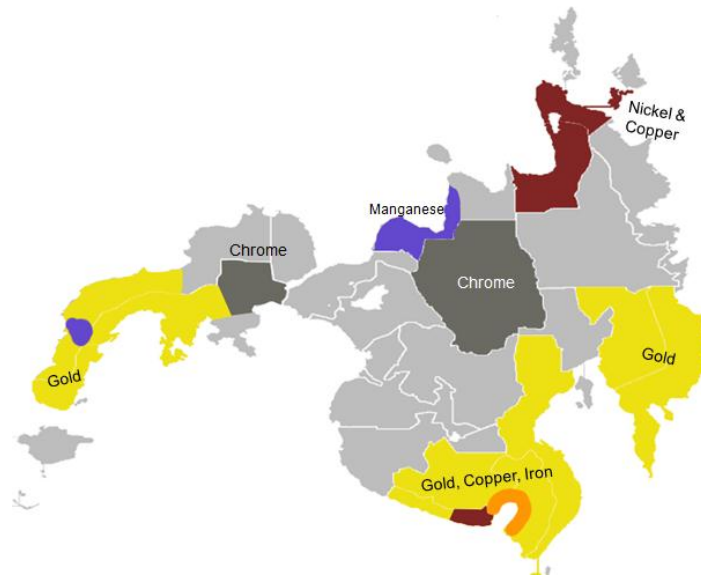 Nickel &
Copper
Manganese
Chrome
Chrome
Gold
Gold
Gold, Copper, Iron